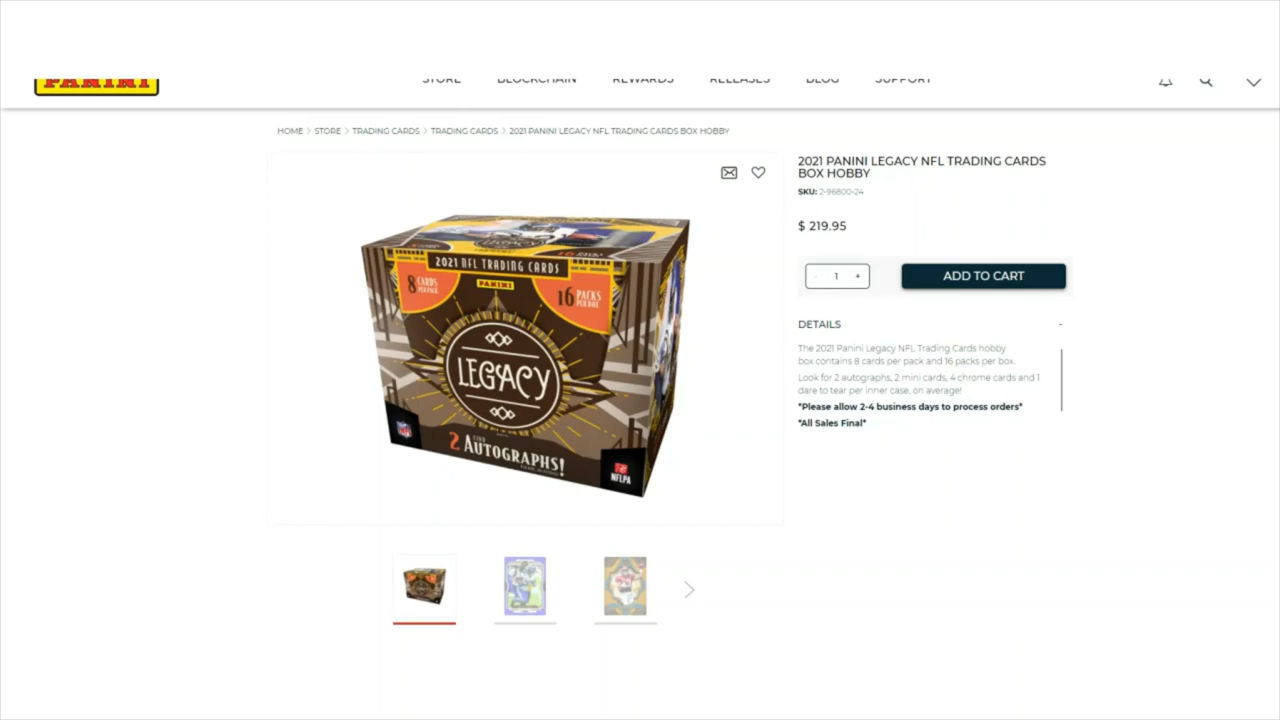 PANINI
STORE BLOCKCHAIN REWARDS RELEASES BLOG SUPPORT
HOME > STORE > TRADING CARDS > TRADING CARDS > 2021 PANINI LEGACY NFL TRADING CARDS BOX HOBBY
2021 PANINI LEGACY NFL TRADING CARDS
BOX HOBBY
SKU: 2-96800-24
$ 219.95
- 1 +
ADD TO CART
DETAILS -
The 2021 Panini Legacy NFL Trading Cards hobby
box contains 8 cards per pack and 16 packs per box.
Look for 2 autographs, 2 mini cards, 4 chrome cards and 1
dare to tear per inner case, on average!
*Please allow 2-4 business days to process orders*
*All Sales Final*
LEGACY
2021 NFL TRADING CARDS
PANINI
8 CARDS
PER PACK
16 PACKS
PER BOX
LEGACY
2 AUTOGRAPHS!
NFL
NFLPA